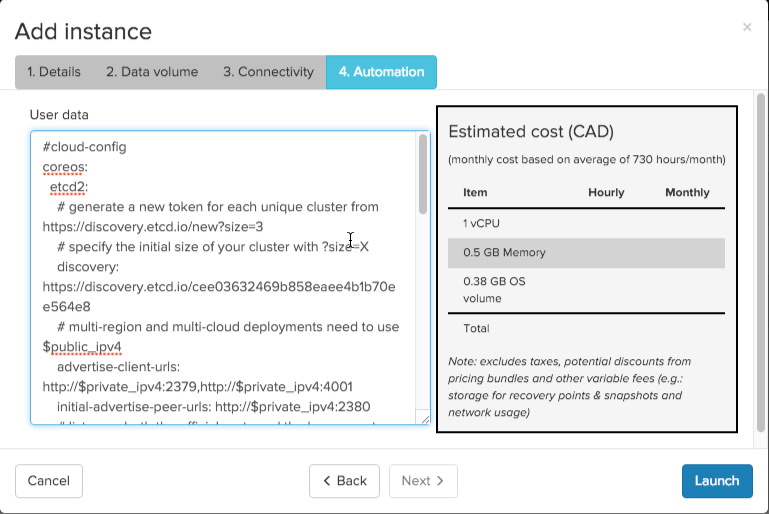 Add instance
×
1. Details
2. Data volume
3. Connectivity
4. Automation
User data
#cloud-config
coreos:
etcd2:
# generate a new token for each unique cluster from
https://discovery.etcd.io/new?size=3
# specify the initial size of your cluster with ?size=X
discovery:
https://discovery.etcd.io/cee03632469b858eaee4b1b70e
e564e8
# multi-region and multi-cloud deployments need to use
$public_ipv4
advertise-client-urls:
http://$private_ipv4:2379,http://$private_ipv4:4001
initial-advertise-peer-urls: http://$private_ipv4:2380
Estimated cost (CAD)
(monthly cost based on average of 730 hours/month)
Item Hourly Monthly
1 vCPU
0.5 GB Memory
0.38 GB OS
volume
Total
Note: excludes taxes, potential discounts from
pricing bundles and other variable fees (e.g.:
storage for recovery points & snapshots and
network usage)
Cancel
Back
Next
Launch